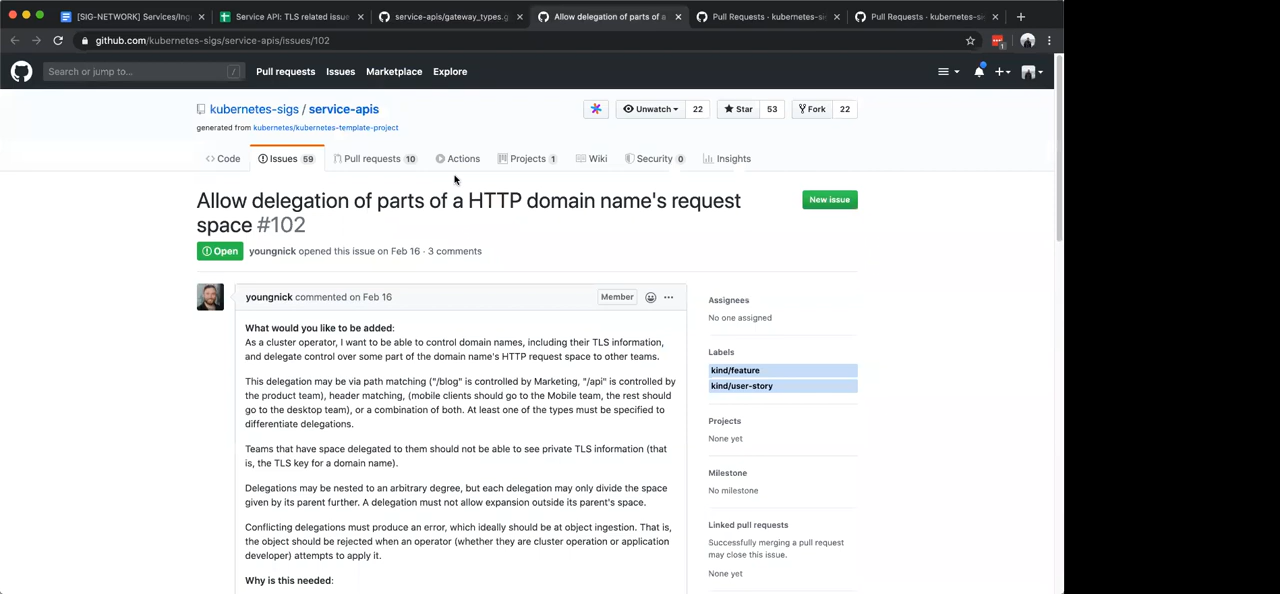 [SIG-NETWORK] Services/Ing
Service API: TLS related issue
service-apis/gateway_types.g
Allow delegation of parts of a
Pull Requests · kubernetes-si
Pull Requests · kubernetes-si
github.com/kubernetes-sigs/service-apis/issues/102
Search or jump to...
/
Pull requests
Issues
Marketplace
Explore
kubernetes-sigs / service-apis
Unwatch
22
Star
53
Fork
22
generated from kubernetes/kubernetes-template-project
Code
Issues 59
Pull requests 10
Actions
Projects 1
Wiki
Security 0
Insights
Allow delegation of parts of a HTTP domain name's request
space #102
New issue
Open
youngnick opened this issue on Feb 16 · 3 comments
youngnick commented on Feb 16
Member
What would you like to be added:
As a cluster operator, I want to be able to control domain names, including their TLS information,
and delegate control over some part of the domain name's HTTP request space to other teams.
This delegation may be via path matching ("/blog" is controlled by Marketing, "/api" is controlled by
the product team), header matching, (mobile clients should go to the Mobile team, the rest should
go to the desktop team), or a combination of both. At least one of the types must be specified to
differentiate delegations.
Teams that have space delegated to them should not be able to see private TLS information (that
is, the TLS key for a domain name).
Delegations may be nested to an arbitrary degree, but each delegation may only divide the space
given by its parent further. A delegation must not allow expansion outside its parent's space.
Conflicting delegations must produce an error, which ideally should be at object ingestion. That is,
the object should be rejected when an operator (whether they are cluster operation or application
developer) attempts to apply it.
Why is this needed:
Assignees
No one assigned
Labels
kind/feature
kind/user-story
Projects
None yet
Milestone
No milestone
Linked pull requests
Successfully merging a pull request
may close this issue.
None yet